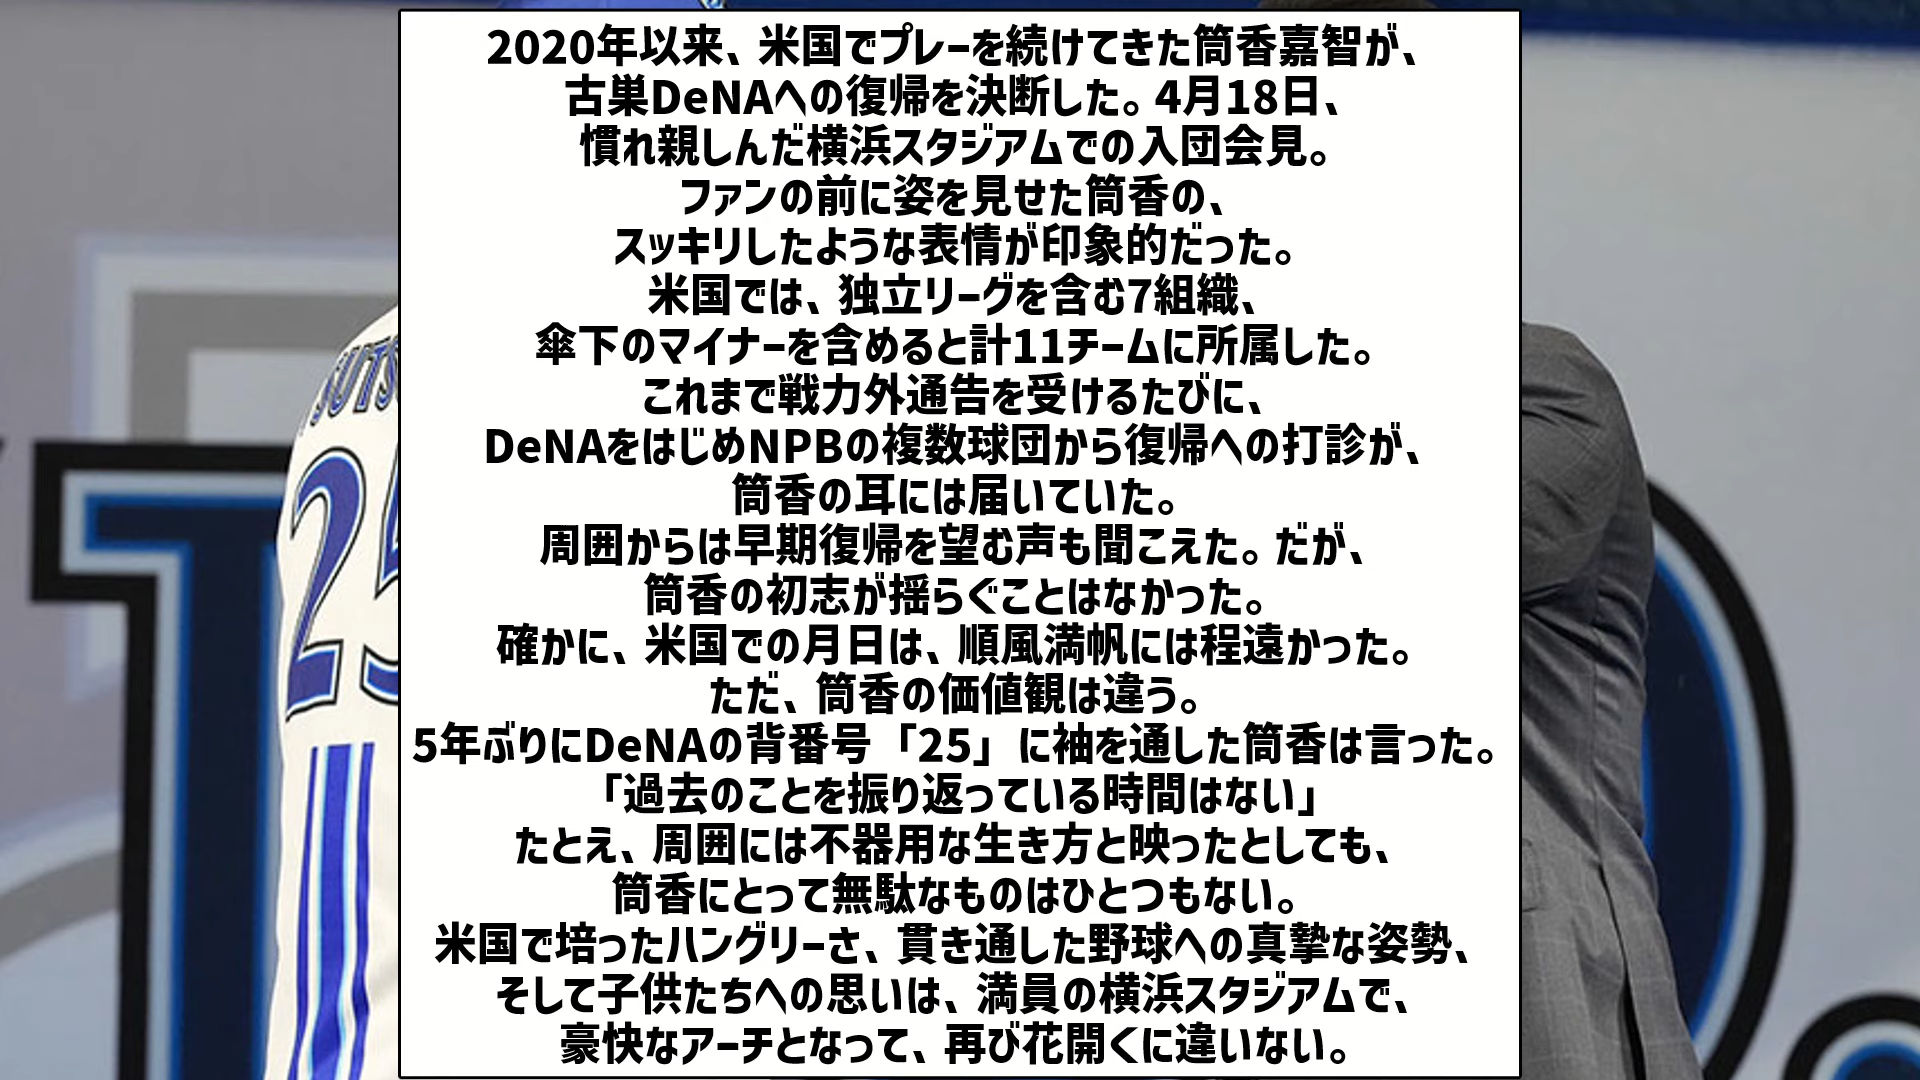 2020年以来、米国でプレーを続けてきた筒香嘉智が、
古巣DeNAへの復帰を決断した。4月18日、
慣れ親しんだ横浜スタジアムでの入団会見。
ファンの前に姿を見せた筒香の、
スッキリしたような表情が印象的だった。
米国では、独立リーグを含む7組織、
傘下のマイナーを含めると計11チームに所属した。
これまで戦力外通告を受けるたびに、
DeNAをはじめNPBの複数球団から復帰への打診が、
筒香の耳には届いていた。
周囲からは早期復帰を望む声も聞こえた。だが、
筒香の初志が揺らぐことはなかった。
確かに、米国での月日は、順風満帆には程遠かった。
ただ、筒香の価値観は違う。
5年ぶりにDeNAの背番号「25」に袖を通した筒香は言った。
「過去のことを振り返っている時間はない」
たとえ、周囲には不器用な生き方と映ったとしても、
筒香にとって無駄なものはひとつもない。
米国で培ったハングリーさ、貫き通した野球への真摯な姿勢、
そして子供たちへの思いは、満員の横浜スタジアムで、
豪快なアーチとなって、再び花開くに違いない。
25